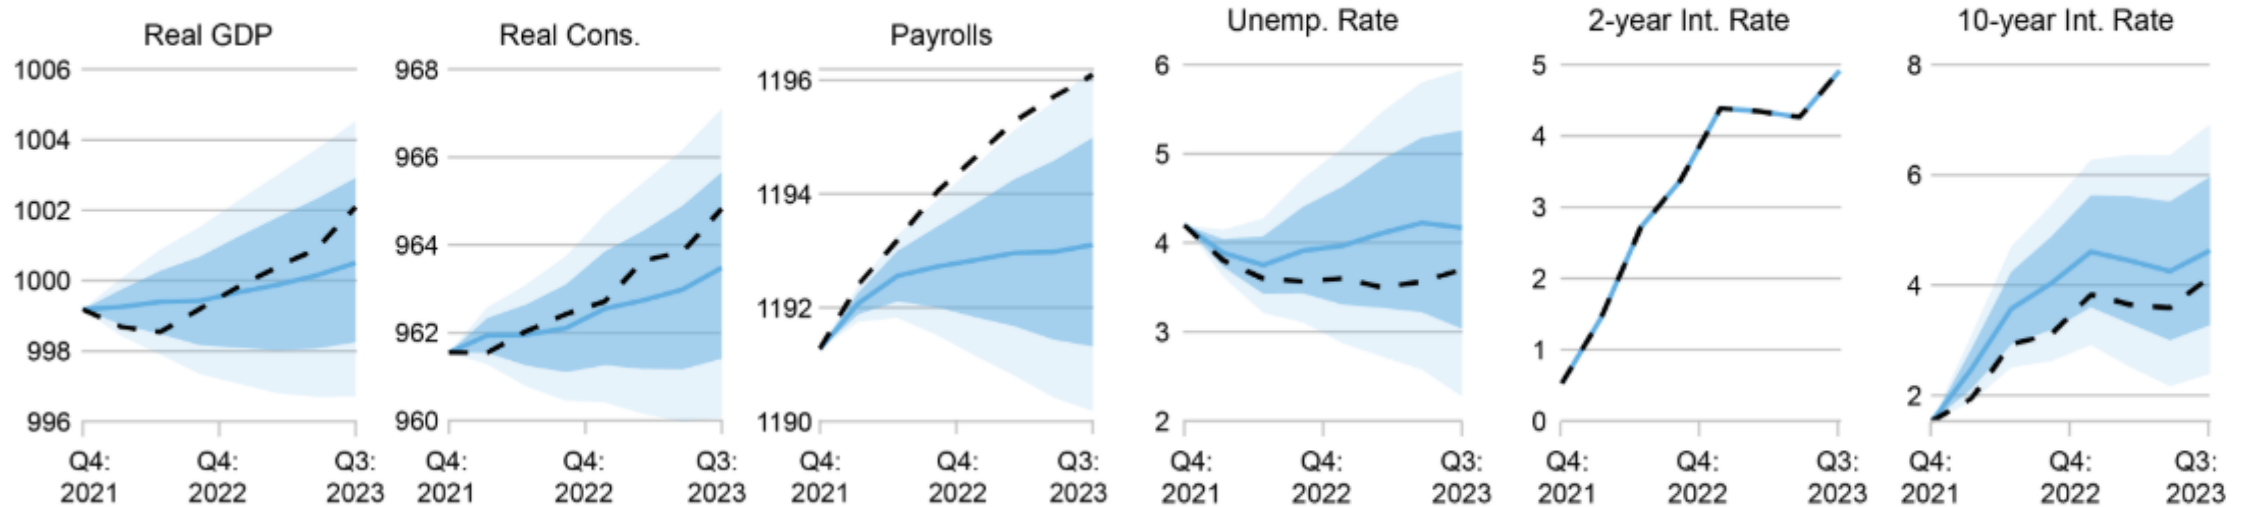 Real GDP
1006
1004
1002
1000
998
996
Q4:
2021
Q4:
2022
Q3:
2023
Real Cons.
968
966
964
962
960
Q4:
2021
Q4:
2022
Q3:
2023
Payrolls
1196
1194
1192
1190
Q4:
2021
Q4:
2022
Q3:
2023
Unemp. Rate
6
5
4
3
2
Q4:
2021
Q4:
2022
Q3:
2023
2-year Int. Rate
5
4
3
2
1
0
Q4:
2021
Q4:
2022
Q3:
2023
10-year Int. Rate
8
6
4
2
Q4:
2021
Q4:
2022
Q3:
2023